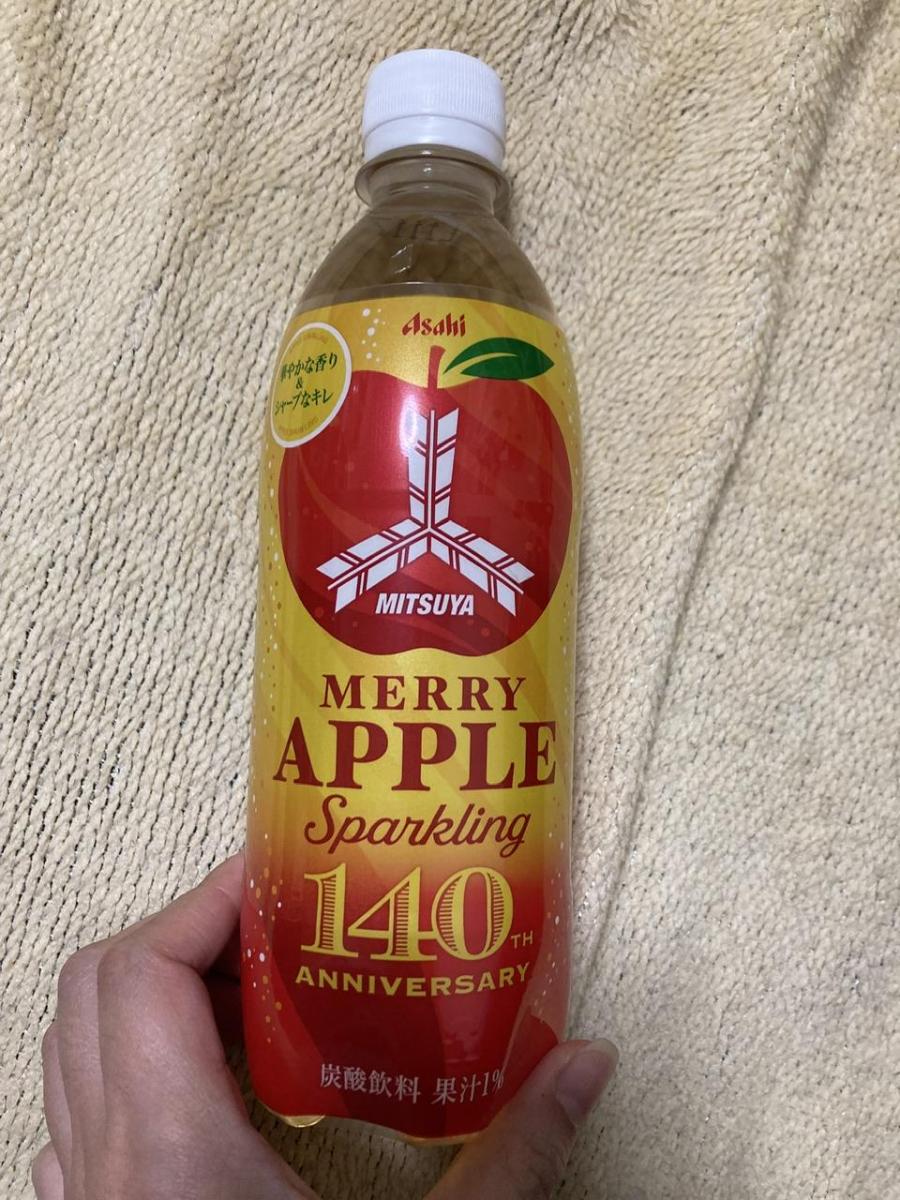 Asahi
華やかな香り
&
シャープなキレ
MITSUYA
MERRY
APPLE
Sparkling
140TH
ANNIVERSARY
炭酸飲料 果汁1%